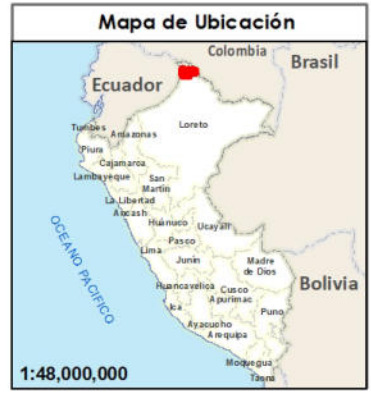 Mapa de Ubicación
Colombia
Brasil
Ecuador
Loreto
Tumbes
Amazonas
Piura
Cajamarca
Lambayeque
San
Martin
La Libertad
Ancash
Huánuco
Ucayali
Pasco
Lima
Junín
Madre
de Dios
Huancavelica
Cusco
Bolivia
Apurimac
Ica
Puno
Ayacucho
Arequipa
Moquegua
Tacna
OCEANO PACIFICO
1:48,000,000